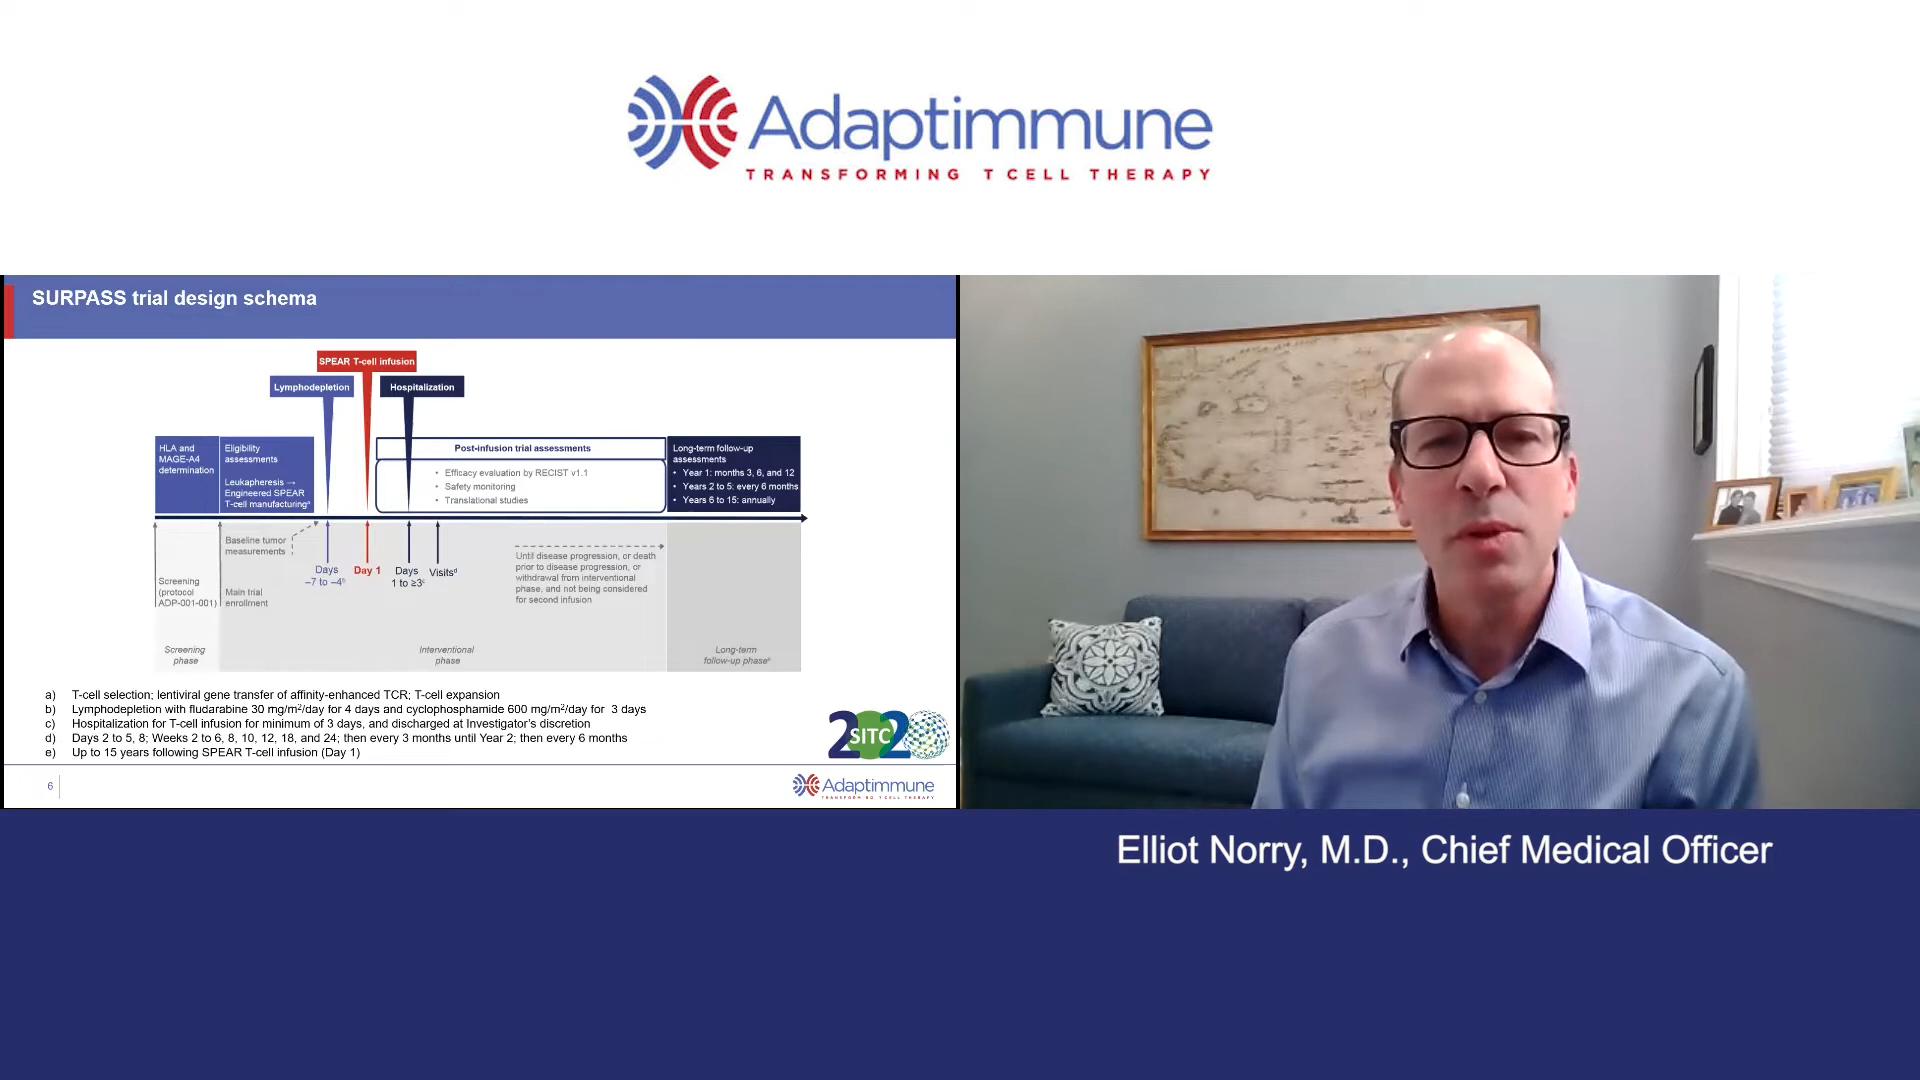 Adaptimmune
TRANSFORMING T CELL THERAPY
SURPASS trial design schema
SPEAR T-cell infusion
Lymphodepletion
Hospitalization
HLA and
MAGE-A4
determination
Eligibility
assessments
Leukapheresis →
Engineered SPEAR
T-cell manufacturingᵃ
Post-infusion trial assessments
• Efficacy evaluation by RECIST v1.1
• Safety monitoring
• Translational studies
Long-term follow-up
assessments
• Year 1: months 3, 6, and 12
• Years 2 to 5: every 6 months
• Years 6 to 15: annually
Baseline tumor
measurements
Days
–7 to –4ᵇ
Day 1
Days
1 to ≥3ᶜ
Visitsᵈ
Until disease progression, or death
prior to disease progression, or
withdrawal from interventional
phase, and not being considered
for second infusion
Screening
(protocol
ADP-001-001)
Main trial
enrollment
Screening
phase
Interventional
phase
Long-term
follow-up phaseᵉ
a) T-cell selection; lentiviral gene transfer of affinity-enhanced TCR; T-cell expansion
b) Lymphodepletion with fludarabine 30 mg/m²/day for 4 days and cyclophosphamide 600 mg/m²/day for 3 days
c) Hospitalization for T-cell infusion for minimum of 3 days, and discharged at Investigator's discretion
d) Days 2 to 5, 8; Weeks 2 to 6, 8, 10, 12, 18, and 24; then every 3 months until Year 2; then every 6 months
e) Up to 15 years following SPEAR T-cell infusion (Day 1)
2 SITC 2
6
Adaptimmune
Elliot Norry, M.D., Chief Medical Officer